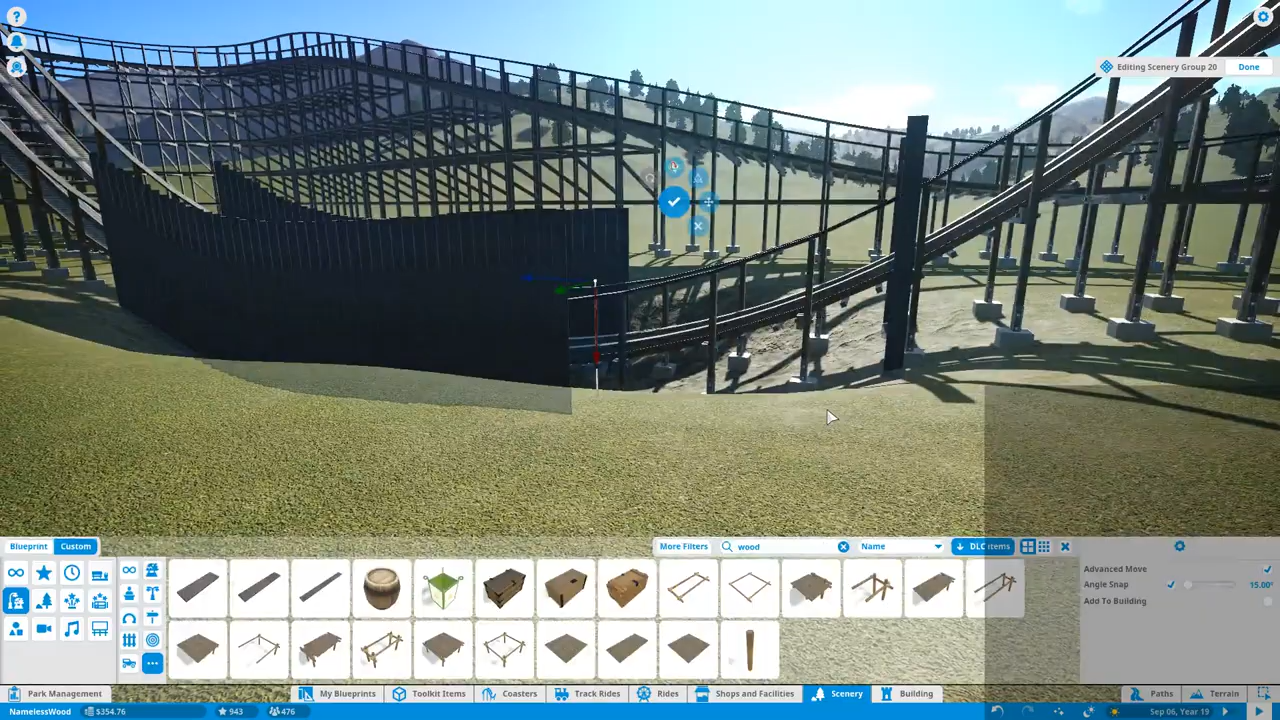 ?
Editing Scenery Group 20 Done
Blueprint Custom
More Filters wood Name DLC Items
Advanced Move
Angle Snap 15.00°
Add To Building
Park Management My Blueprints Toolkit Items Coasters Track Rides Rides Shops and Facilities Scenery Building Paths Terrain
NamelessWood $354.76 943 476 Sep 06, Year 19